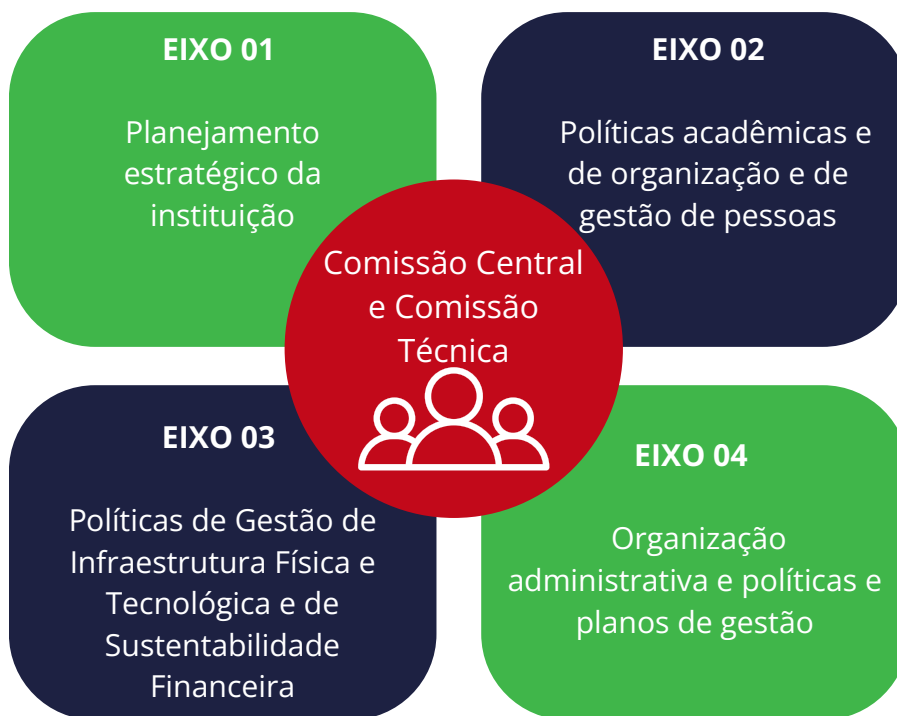 EIXO 01
Planejamento
estratégico da
instituição
EIXO 02
Políticas acadêmicas e
de organização e de
gestão de pessoas
Comissão Central
e Comissão
Técnica
EIXO 03
Políticas de Gestão de
Infraestrutura Física e
Tecnológica e de
Sustentabilidade
Financeira
EIXO 04
Organização
administrativa e políticas e
planos de gestão